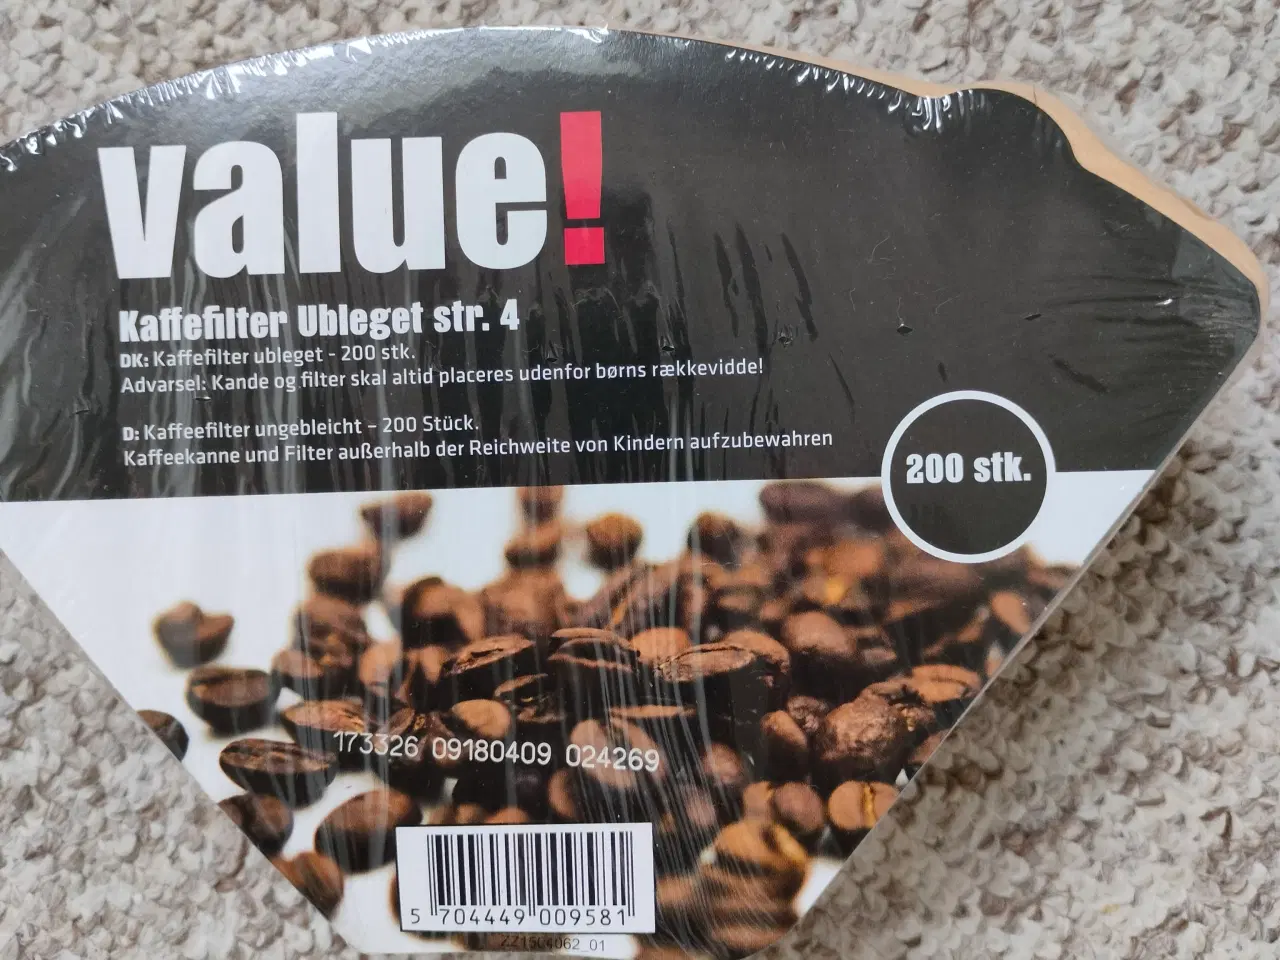 value!
Kaffefilter Ubleget str. 4
DK: Kaffefilter ubleget - 200 stk.
Advarsel: Kande og filter skal altid placeres udenfor børns rækkevidde!
D: Kaffeefilter ungebleicht - 200 Stück.
Kaffeekanne und Filter außerhalb der Reichweite von Kindern aufzubewahren
200 stk.
173326 09180409 024269
5 704449 009581
ZZ1504062_01